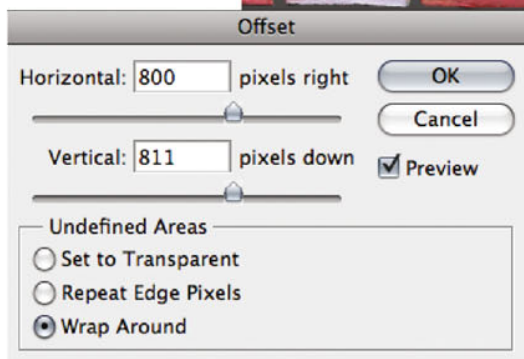 Offset
Horizontal: 800 pixels right
OK
Cancel
Vertical: 811 pixels down
Preview
Undefined Areas
Set to Transparent
Repeat Edge Pixels
Wrap Around